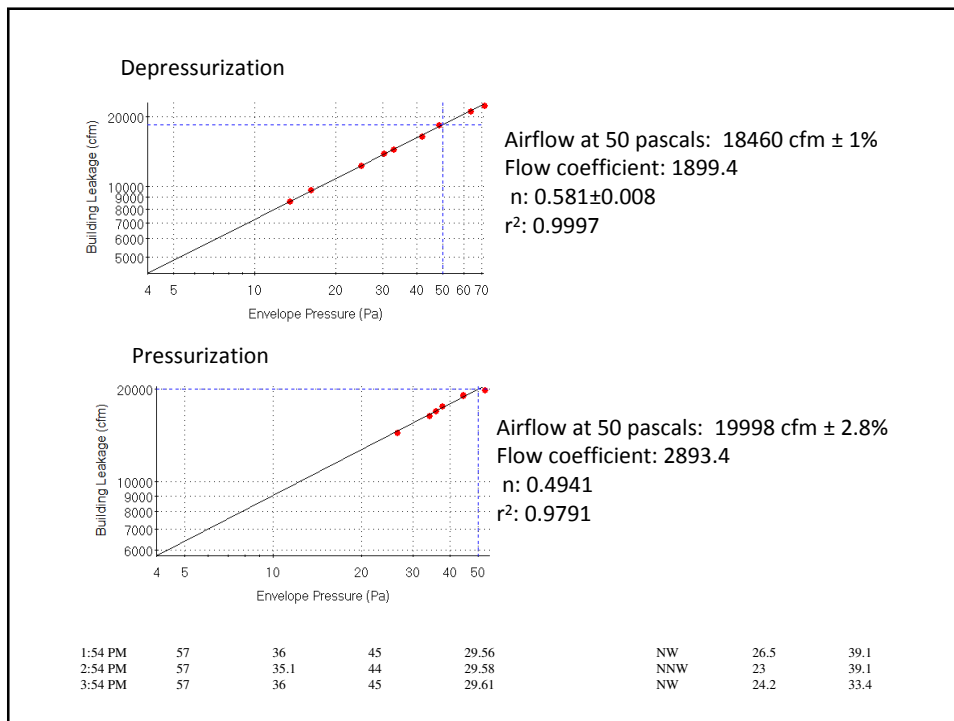 Depressurization
20000
10000
9000
8000
7000
6000
5000
Building Leakage (cfm)
4 5 10 20 30 40 50 60 70
Envelope Pressure (Pa)
Airflow at 50 pascals: 18460 cfm ± 1%
Flow coefficient: 1899.4
n: 0.581±0.008
r²: 0.9997
Pressurization
20000
10000
9000
8000
7000
6000
Building Leakage (cfm)
4 5 10 20 30 40 50
Envelope Pressure (Pa)
Airflow at 50 pascals: 19998 cfm ± 2.8%
Flow coefficient: 2893.4
n: 0.4941
r²: 0.9791
1:54 PM 57 36 45 29.56 NW 26.5 39.1
2:54 PM 57 35.1 44 29.58 NNW 23 39.1
3:54 PM 57 36 45 29.61 NW 24.2 33.4